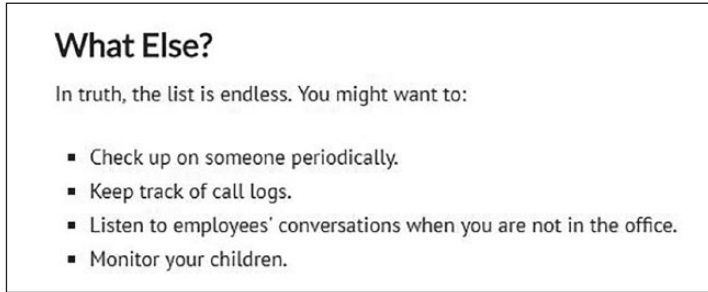 What Else?
In truth, the list is endless. You might want to:
▪ Check up on someone periodically.
▪ Keep track of call logs.
▪ Listen to employees' conversations when you are not in the office.
▪ Monitor your children.